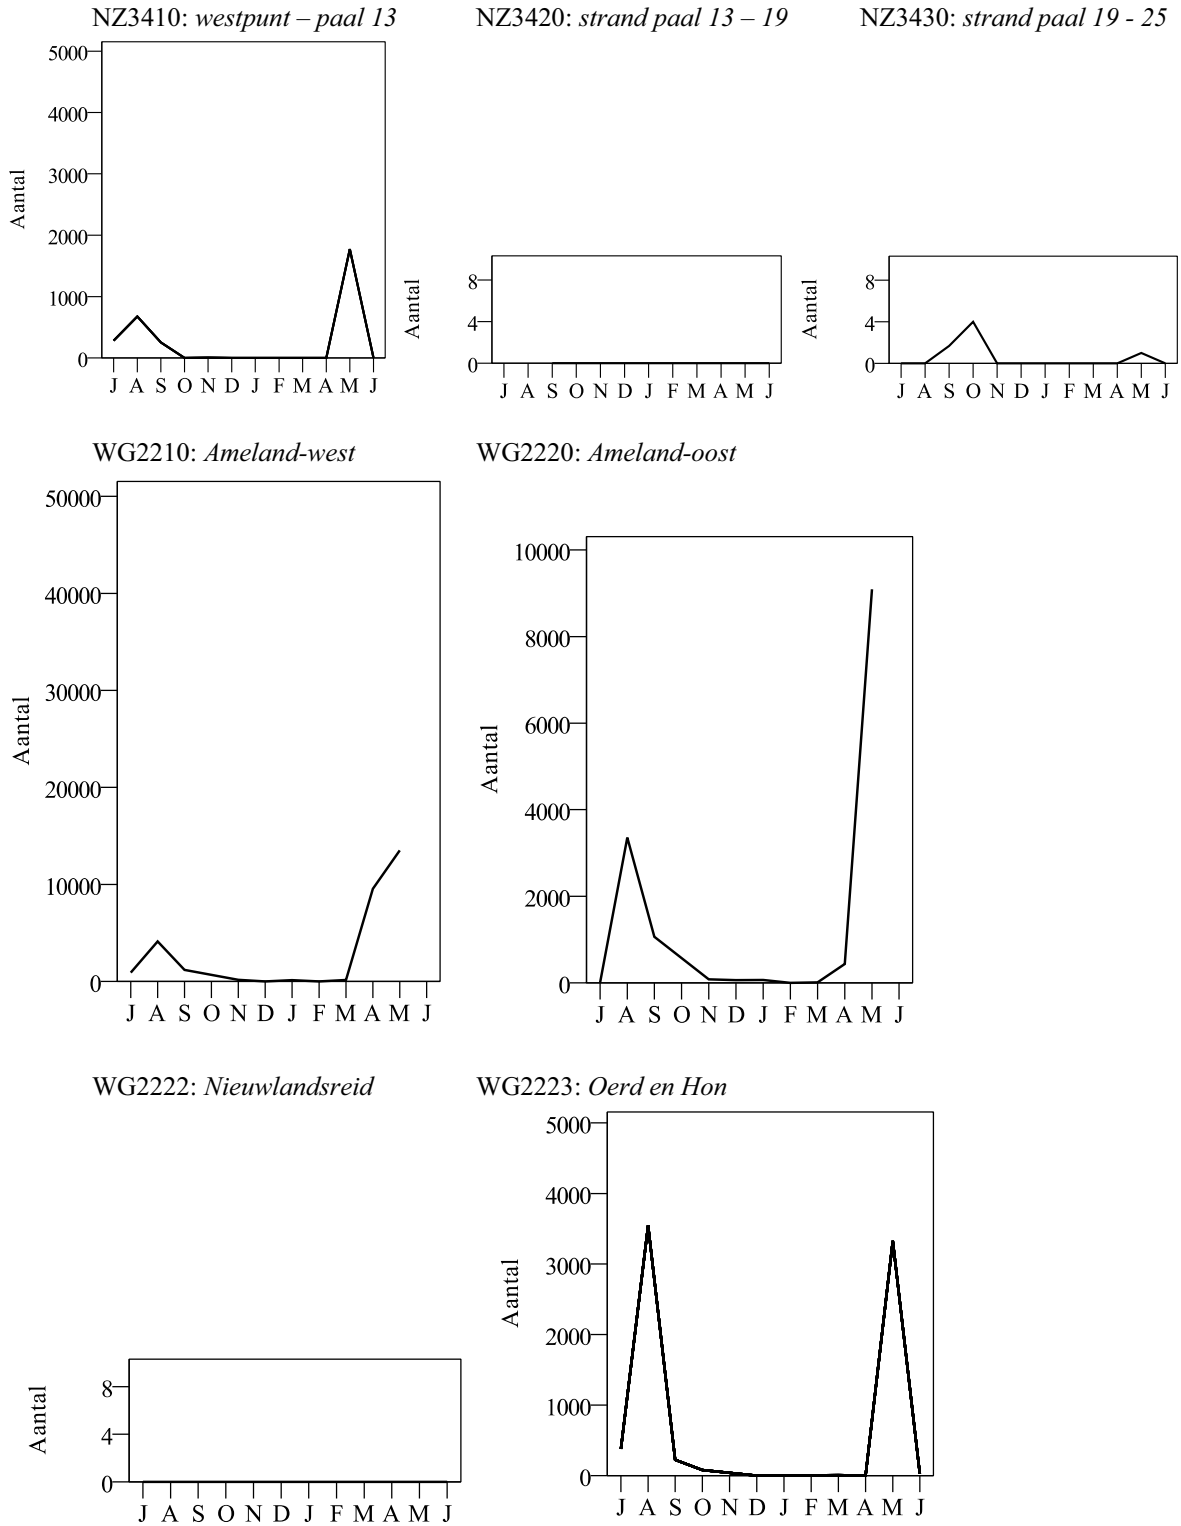 NZ3410: westpunt – paal 13
NZ3420: strand paal 13 – 19
NZ3430: strand paal 19 - 25
5000
4000
3000
2000
1000
0
Aantal
J A S O N D J F M A M J
8
4
0
Aantal
J A S O N D J F M A M J
8
4
0
Aantal
J A S O N D J F M A M J
WG2210: Ameland-west
WG2220: Ameland-oost
50000
40000
30000
20000
10000
0
Aantal
J A S O N D J F M A M J
10000
8000
6000
4000
2000
0
Aantal
J A S O N D J F M A M J
WG2222: Nieuwlandsreid
WG2223: Oerd en Hon
8
4
0
Aantal
J A S O N D J F M A M J
5000
4000
3000
2000
1000
0
Aantal
J A S O N D J F M A M J